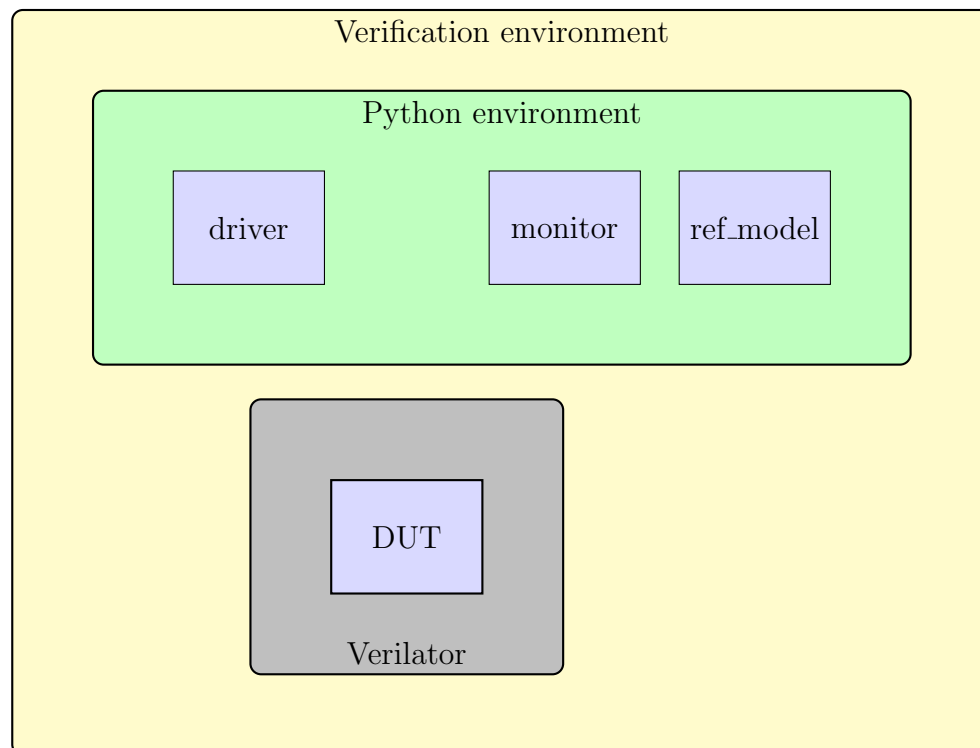 Verification environment
Python environment
driver
monitor
ref_model
DUT
Verilator